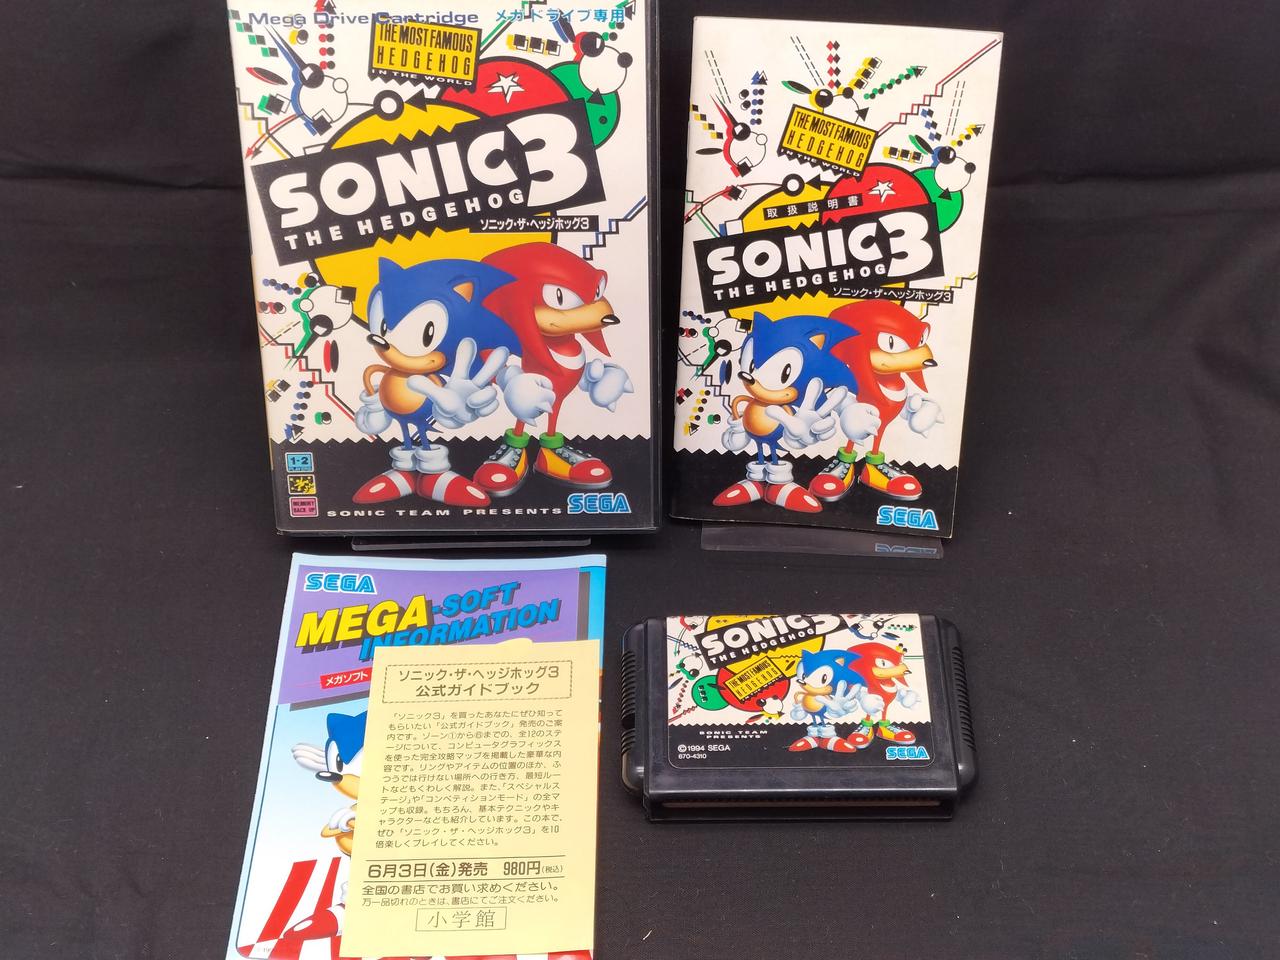 Mega Drive Cartridge メガドライブ専用
THE MOST FAMOUS
HEDGEHOG
IN THE WORLD
SONIC 3
THE HEDGEHOG
ソニック・ザ・ヘッジホッグ3
1-2
MEMORY
BACK UP
SONIC TEAM PRESENTS
SEGA
THE MOST FAMOUS
HEDGEHOG
IN THE WORLD
取扱説明書
SONIC 3
THE HEDGEHOG
ソニック・ザ・ヘッジホッグ3
SEGA
SEGA
MEGA-SOFT
INFORMATION
メガソフト
ソニック・ザ・ヘッジホッグ3
公式ガイドブック
「ソニック3」を買ったあなたにぜひ知って
もらいたい「公式ガイドブック」発売のご案
内です。ゾーン①から⑥までの、全12のステ
ージについて、コンピュータグラフィックス
を使った完全攻略マップを掲載した豪華な内
容です。リングやアイテムの位置のほか、ふ
つうでは行けない場所への行き方、最短ルー
トなどもくわしく解説。また、「スペシャルス
テージ」や「コンペティションモード」の全マ
ップも収録。もちろん、基本テクニックやキ
ャラクターなども紹介しています。この本で、
ぜひ「ソニック・ザ・ヘッジホッグ3」を10
倍楽しくプレイしてください。
6月3日(金)発売 980円(税込)
全国の書店でお買い求めください。
万一品切れのときは、書店にてご注文ください。
小学館
SONIC 3
THE HEDGEHOG
THE MOST FAMOUS
HEDGEHOG
SONIC TEAM
PRESENTS
©1994 SEGA
670-4310
SEGA